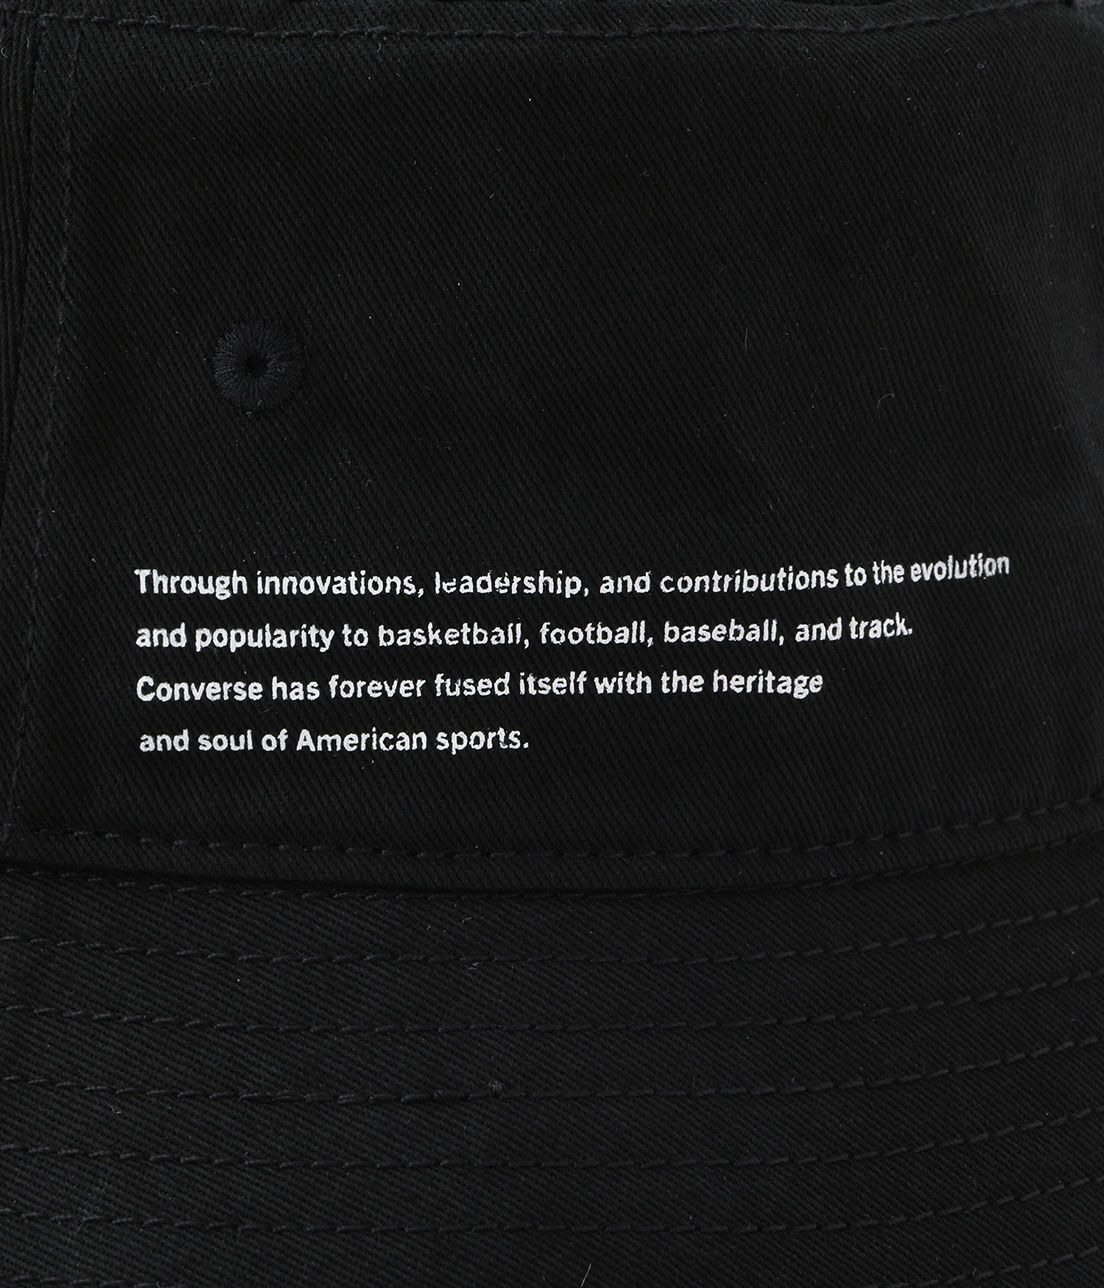 Through innovations, leadership, and contributions to the evolution
and popularity to basketball, football, baseball, and track.
Converse has forever fused itself with the heritage
and soul of American sports.